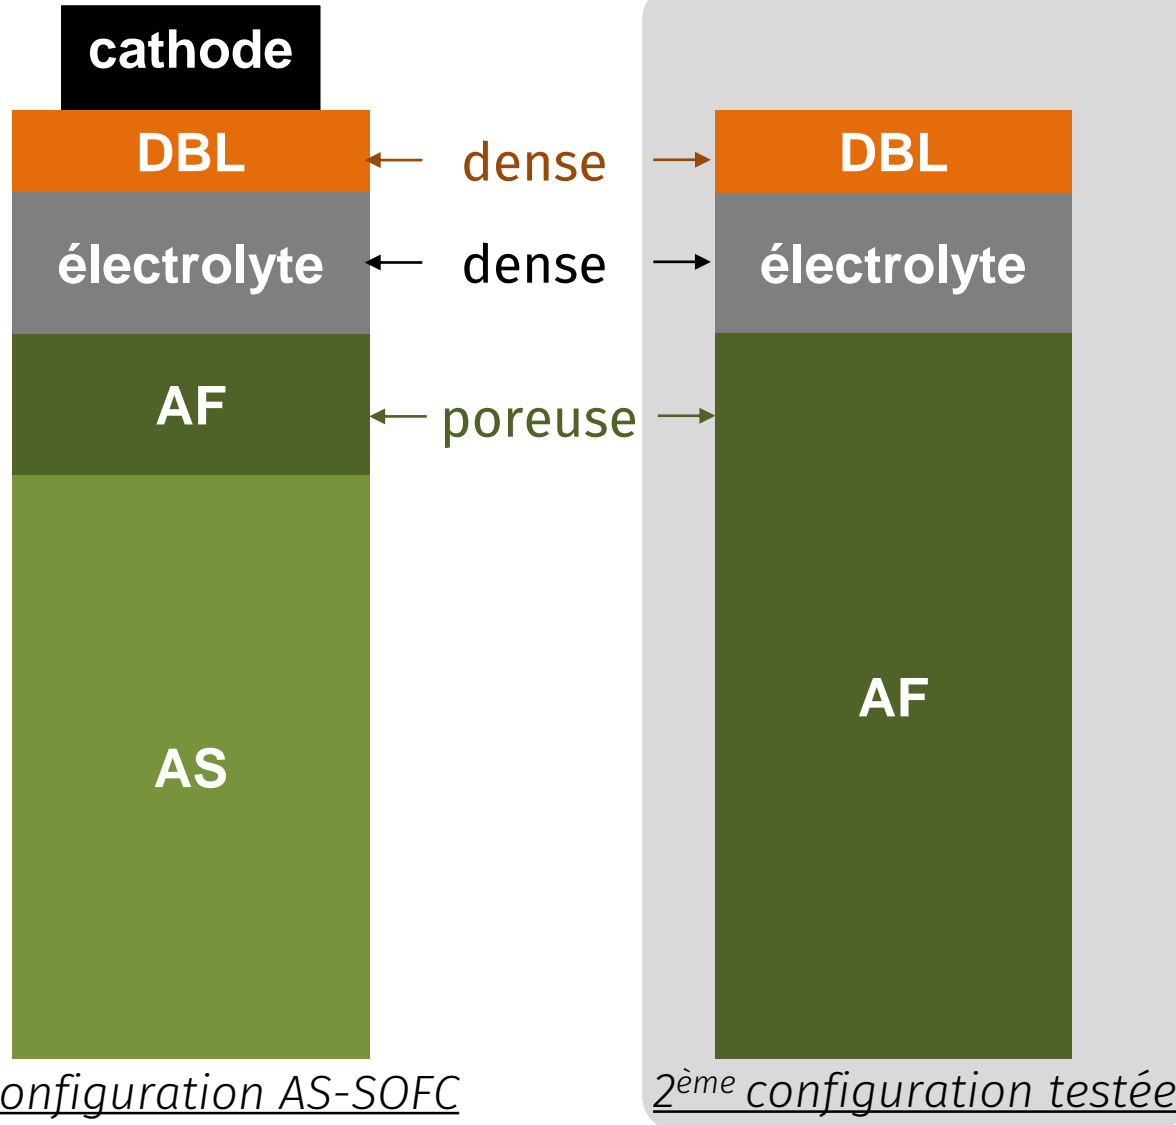 cathode
DBL
dense
DBL
électrolyte
dense
électrolyte
AF
poreuse
AF
AS
onfiguration AS-SOFC
2ème configuration testée